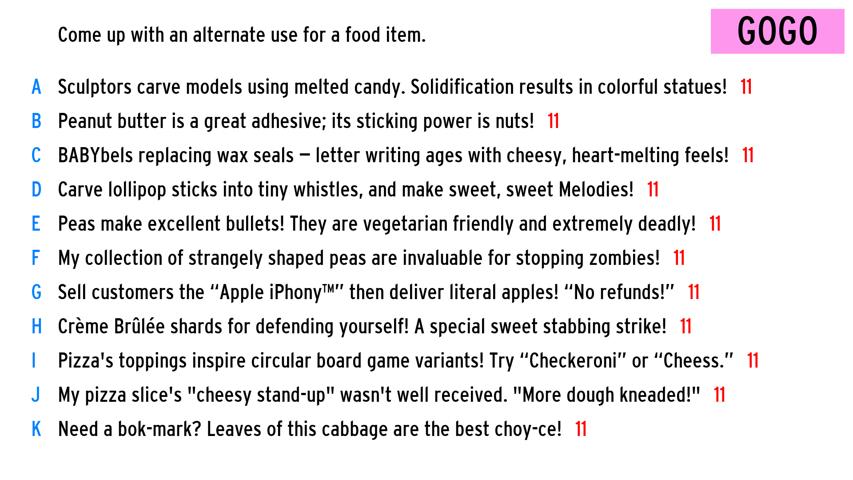 Come up with an alternate use for a food item.
GOGO
A Sculptors carve models using melted candy. Solidification results in colorful statues! 11
B Peanut butter is a great adhesive; its sticking power is nuts! 11
C BABYbels replacing wax seals – letter writing ages with cheesy, heart-melting feels! 11
D Carve lollipop sticks into tiny whistles, and make sweet, sweet Melodies! 11
E Peas make excellent bullets! They are vegetarian friendly and extremely deadly! 11
F My collection of strangely shaped peas are invaluable for stopping zombies! 11
G Sell customers the “Apple iPhony™” then deliver literal apples! “No refunds!” 11
H Crème Brûlée shards for defending yourself! A special sweet stabbing strike! 11
I Pizza's toppings inspire circular board game variants! Try “Checkeroni” or “Cheess.” 11
J My pizza slice's "cheesy stand-up" wasn't well received. "More dough kneaded!" 11
K Need a bok-mark? Leaves of this cabbage are the best choy-ce! 11